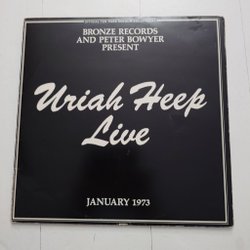 BRONZE RECORDS
AND PETER BOWYER
PRESENT
Uriah Heep
Live
JANUARY 1973